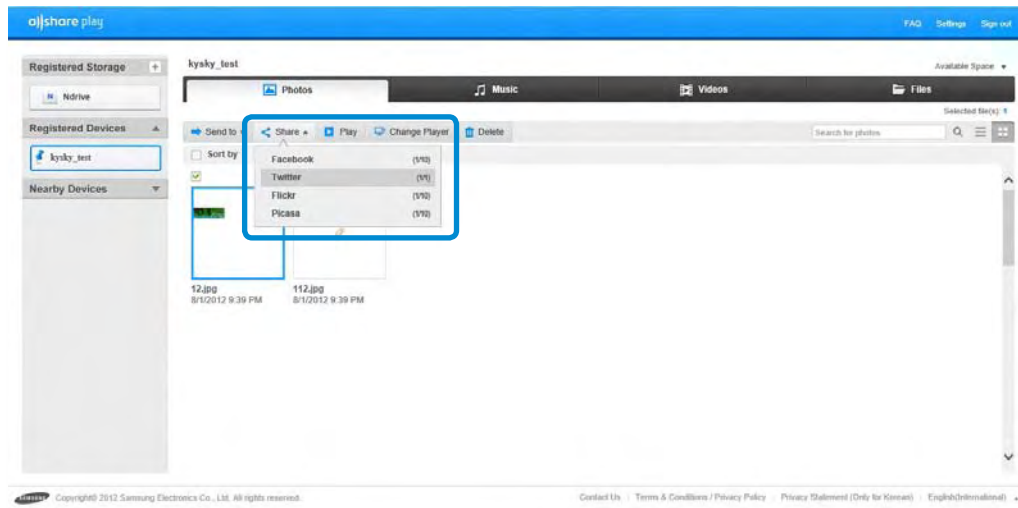 allshare play
FAQ Settings Sign out
Registered Storage +
kysky_test
Available Space
N Ndrive
Photos Music Videos Files
Selected file(s): 1
Registered Devices
Send to Share Play Change Player Delete
Search for photos
kysky_test
Sort by
Facebook (1/10)
Twitter (1/1)
Nearby Devices
Flickr (1/10)
Picasa (1/10)
12.jpg 112.jpg
8/1/2012 9:39 PM 8/1/2012 9:39 PM
SAMSUNG Copyright© 2012 Samsung Electronics Co., Ltd. All rights reserved.
Contact Us Terms & Conditions / Privacy Policy Privacy Statement (Only for Korean) English(International)